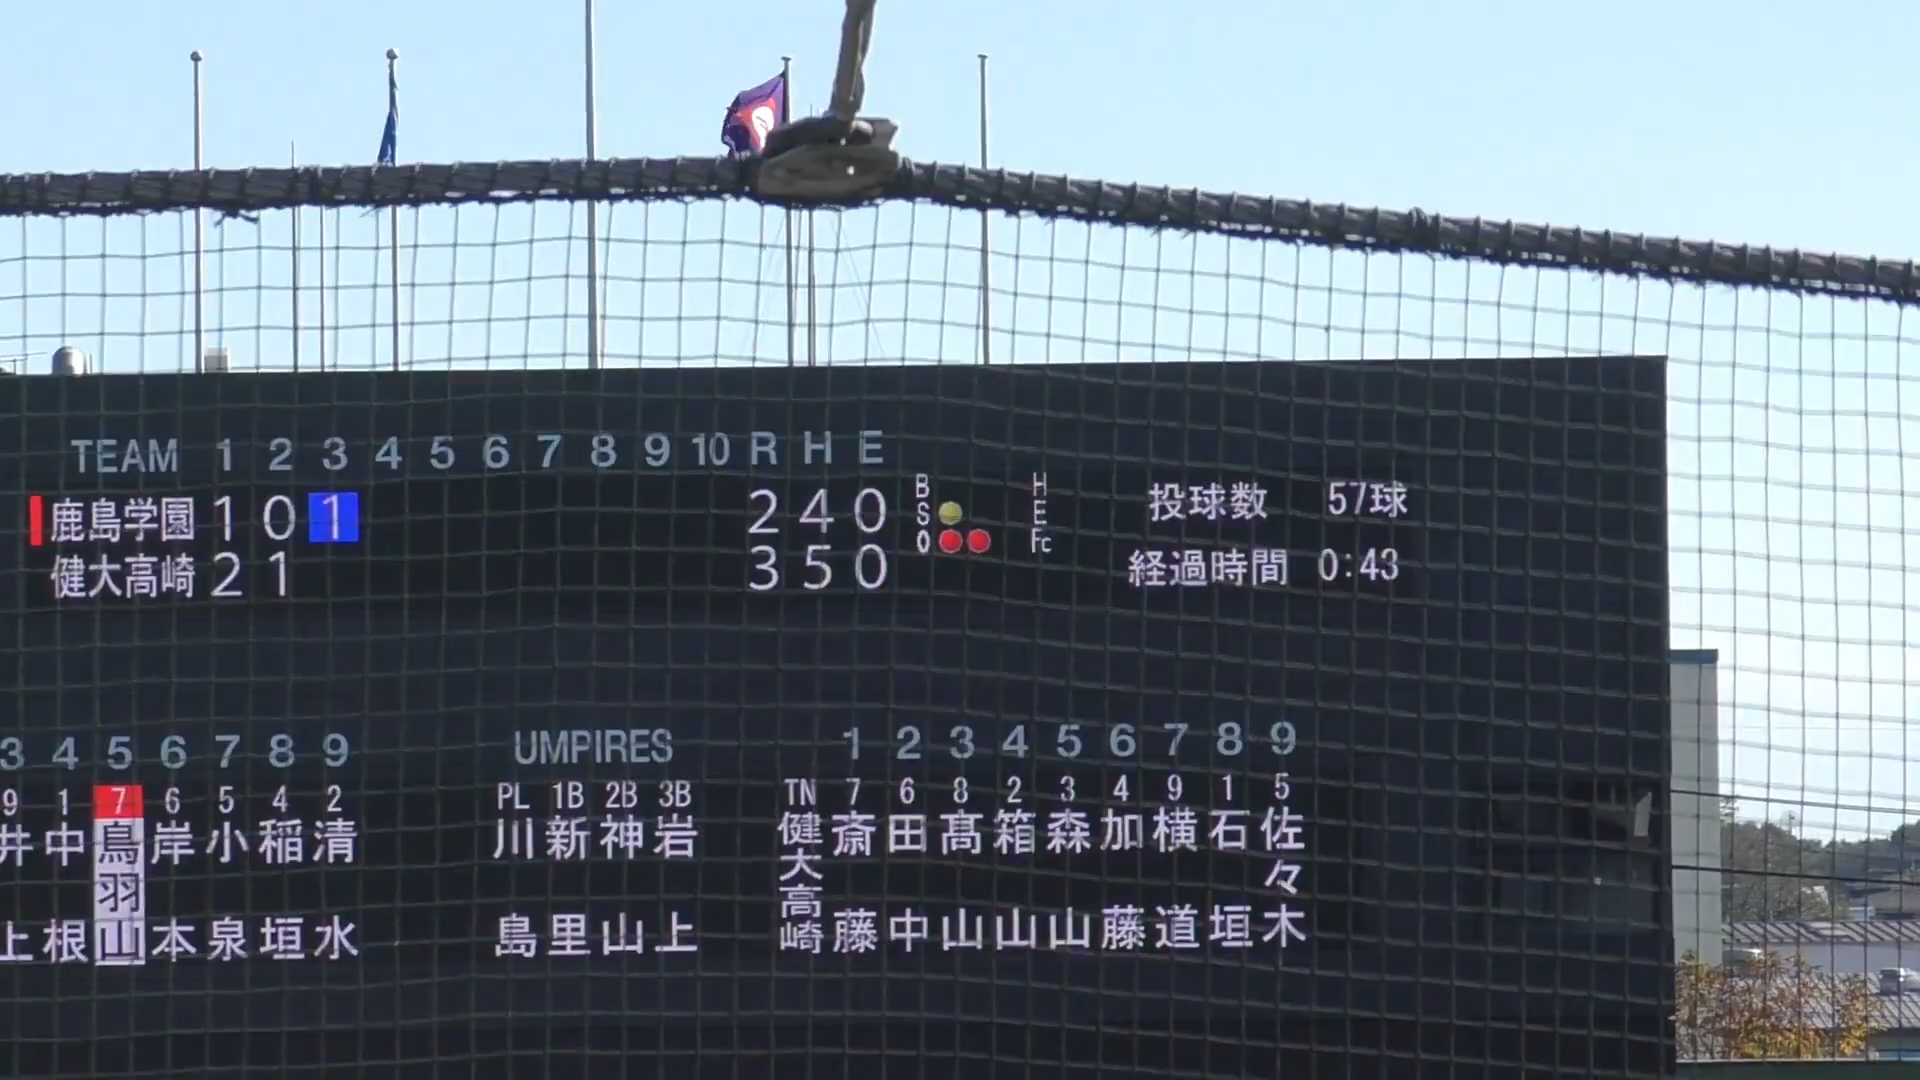 TEAM 1 2 3 4 5 6 7 8 9 10 R H E
鹿島学園 1 0 1 2 4 0
健大高崎 2 1 3 5 0
B
S
O
H
E
Fc
投球数 57球
経過時間 0:43
3 4 5 6 7 8 9
9 1 7 6 5 4 2
井上 中根 鳥羽山 岸本 小泉 稲垣 清水
UMPIRES
PL 1B 2B 3B
川島 新里 神山 岩上
1 2 3 4 5 6 7 8 9
TN 7 6 8 2 3 4 9 1 5
健大高崎 斎藤 田中 髙山 箱山 森山 加藤 横道 石垣 佐々木